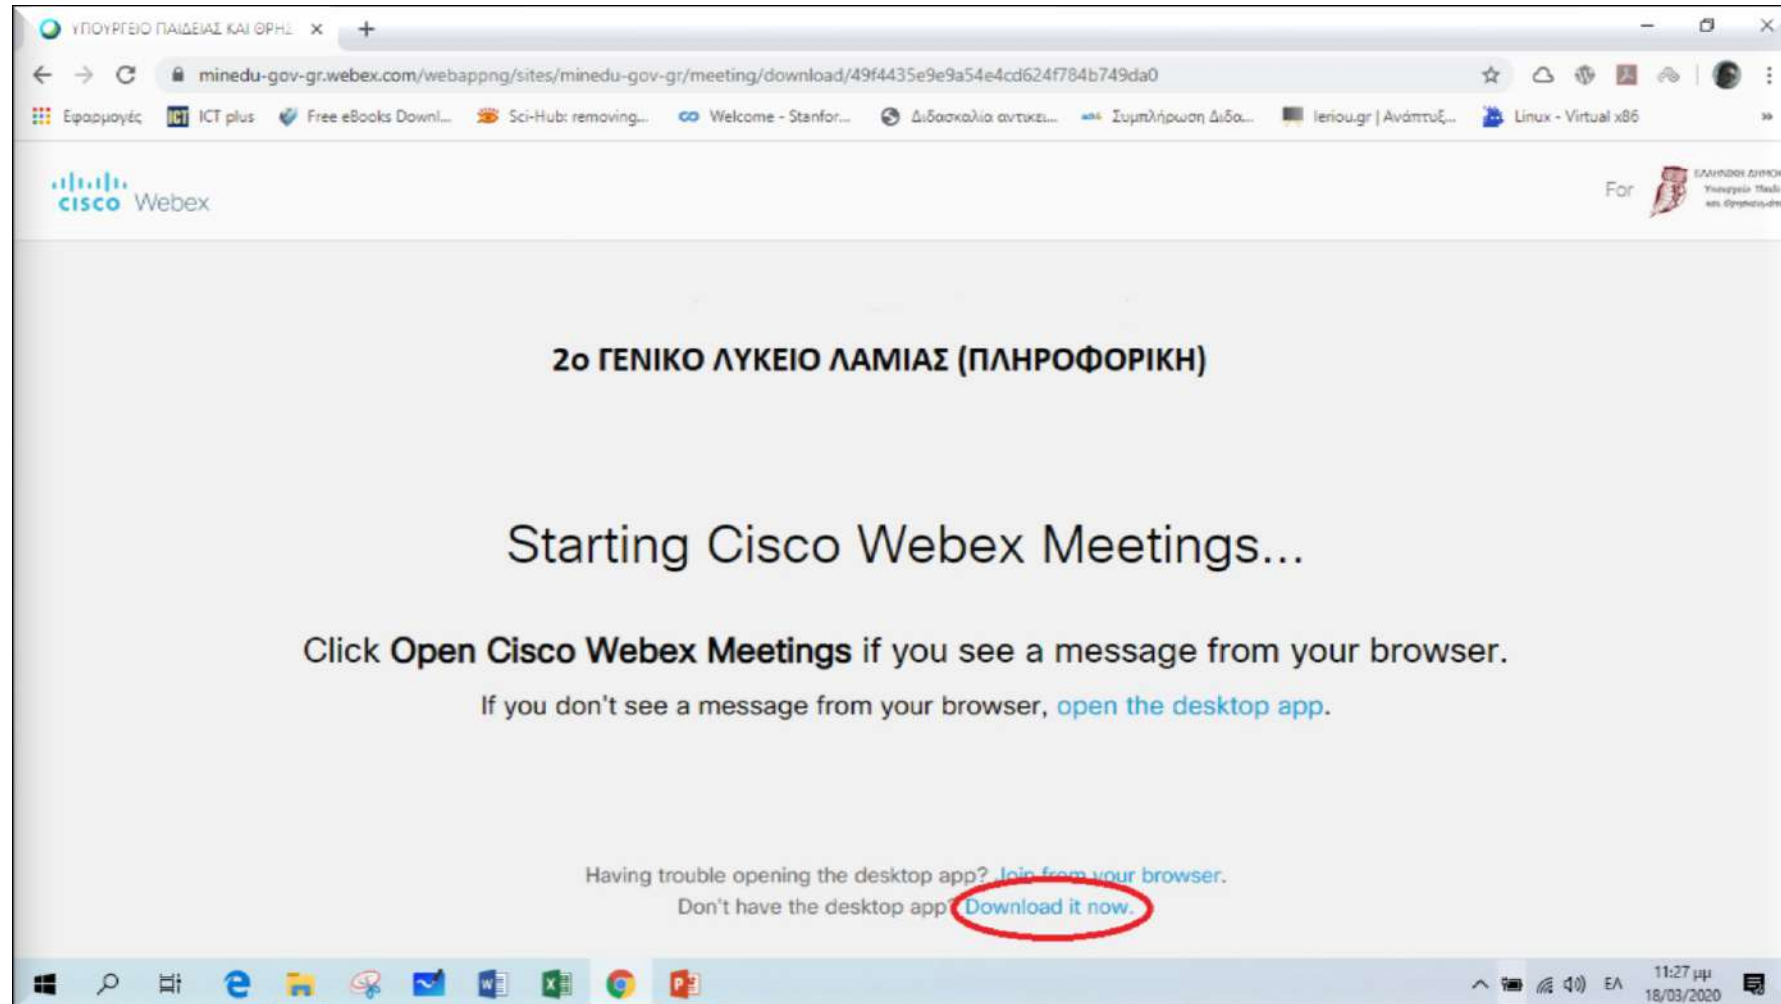 ΥΠΟΥΡΓΕΙΟ ΠΑΙΔΕΙΑΣ ΚΑΙ ΘΡΗΣ
minedu-gov-gr.webex.com/webappng/sites/minedu-gov-gr/meeting/download/49f4435e9e9a54e4cd624f784b749da0
Εφαρμογές ICT ICT plus Free eBooks Downl... Sci-Hub: removing... Welcome - Stanfor... Διδασκαλία αντικει... Συμπλήρωση Διδα... leriou.gr | Ανάπτυξ... Linux - Virtual x86 »
CISCO Webex
For
2ο ΓΕΝΙΚΟ ΛΥΚΕΙΟ ΛΑΜΙΑΣ (ΠΛΗΡΟΦΟΡΙΚΗ)
Starting Cisco Webex Meetings...
Click Open Cisco Webex Meetings if you see a message from your browser.
If you don't see a message from your browser, open the desktop app.
Having trouble opening the desktop app? Join from your browser.
Don't have the desktop app? Download it now.
ΕΛ
11:27 μμ
18/03/2020